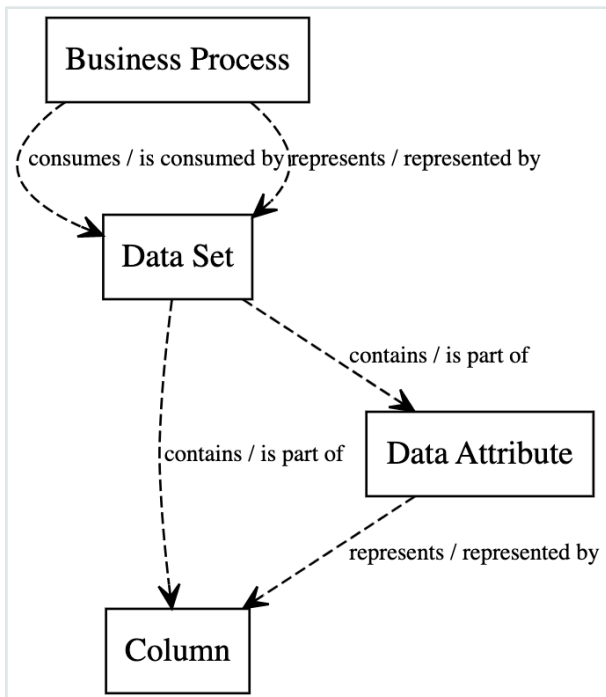 Business Process
consumes / is consumed by
represents / represented by
Data Set
contains / is part of
Data Attribute
contains / is part of
represents / represented by
Column